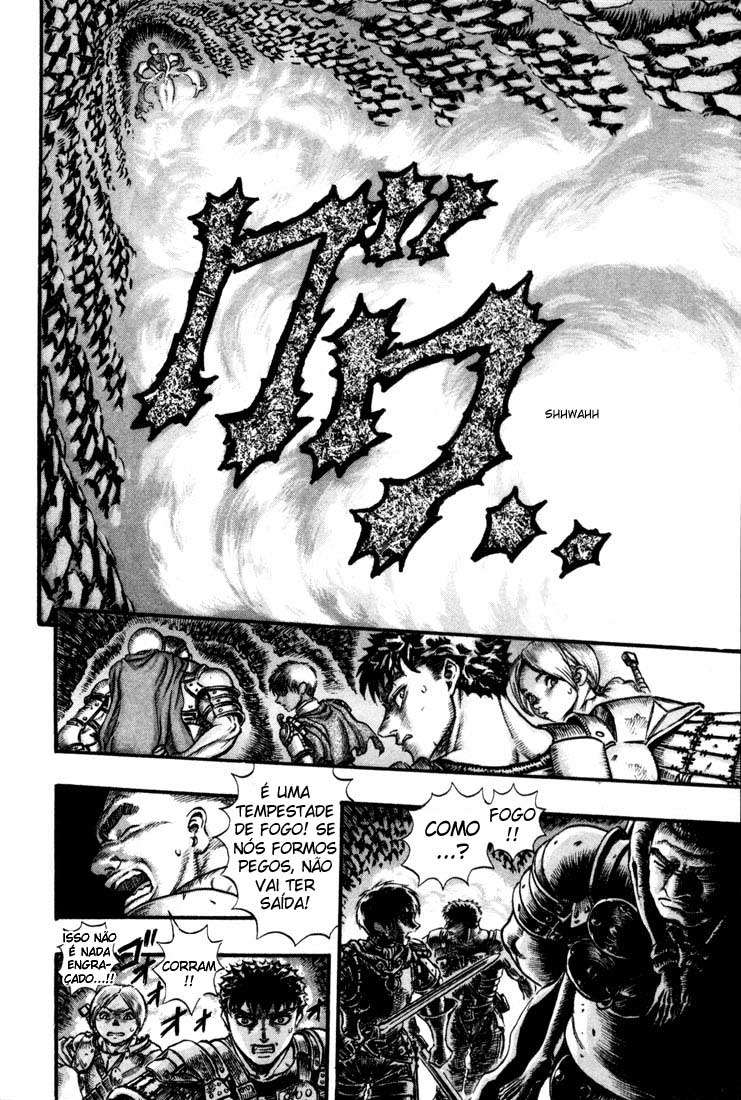 グゴウ..
SHHWAHH
FOGO
!!
COMO
...?
É UMA
TEMPESTADE
DE FOGO! SE
NÓS FORMOS
PEGOS, NÃO
VAI TER
SAÍDA!
CORRAM
!!
ISSO NÃO
É NADA
ENGRA-
ÇADO...!!
ゴオオ